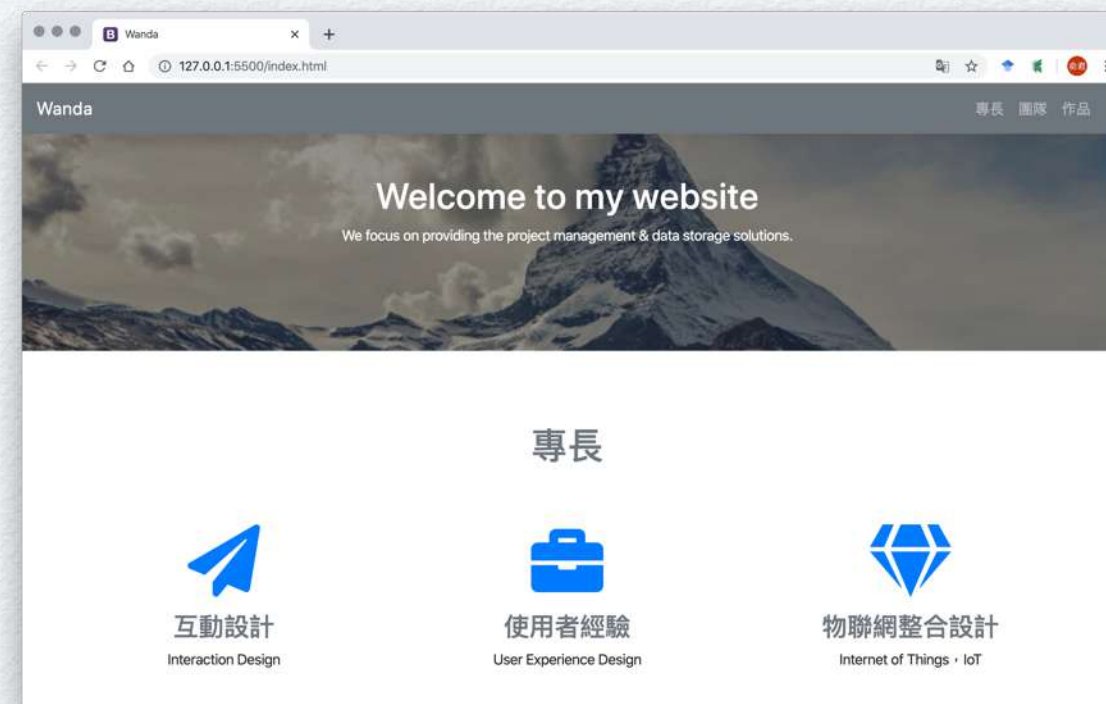 B Wanda
127.0.0.1:5500/index.html
Wanda
專長 團隊 作品
Welcome to my website
We focus on providing the project management & data storage solutions.
專長
互動設計
使用者經驗
物聯網整合設計
Interaction Design
User Experience Design
Internet of Things，IoT